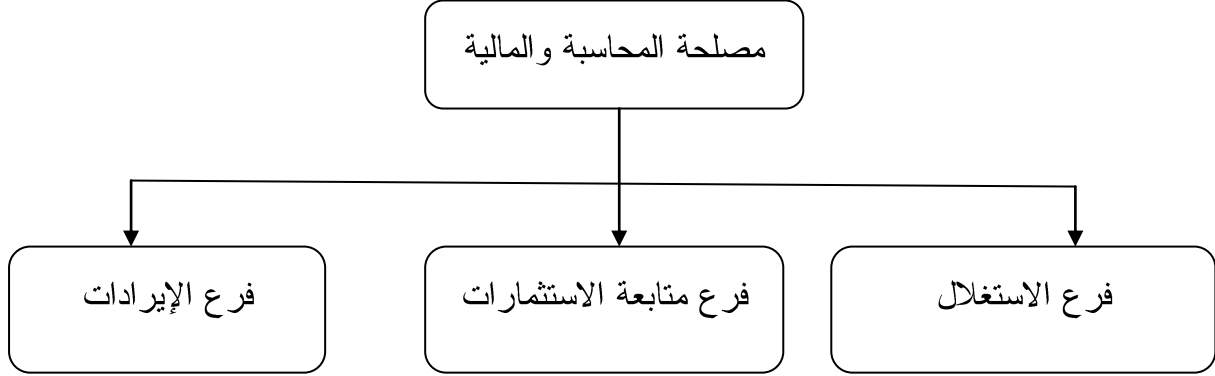 مصلحة المحاسبة والمالية
فرع الاستغلال
فرع متابعة الاستثمارات
فرع الإيرادات